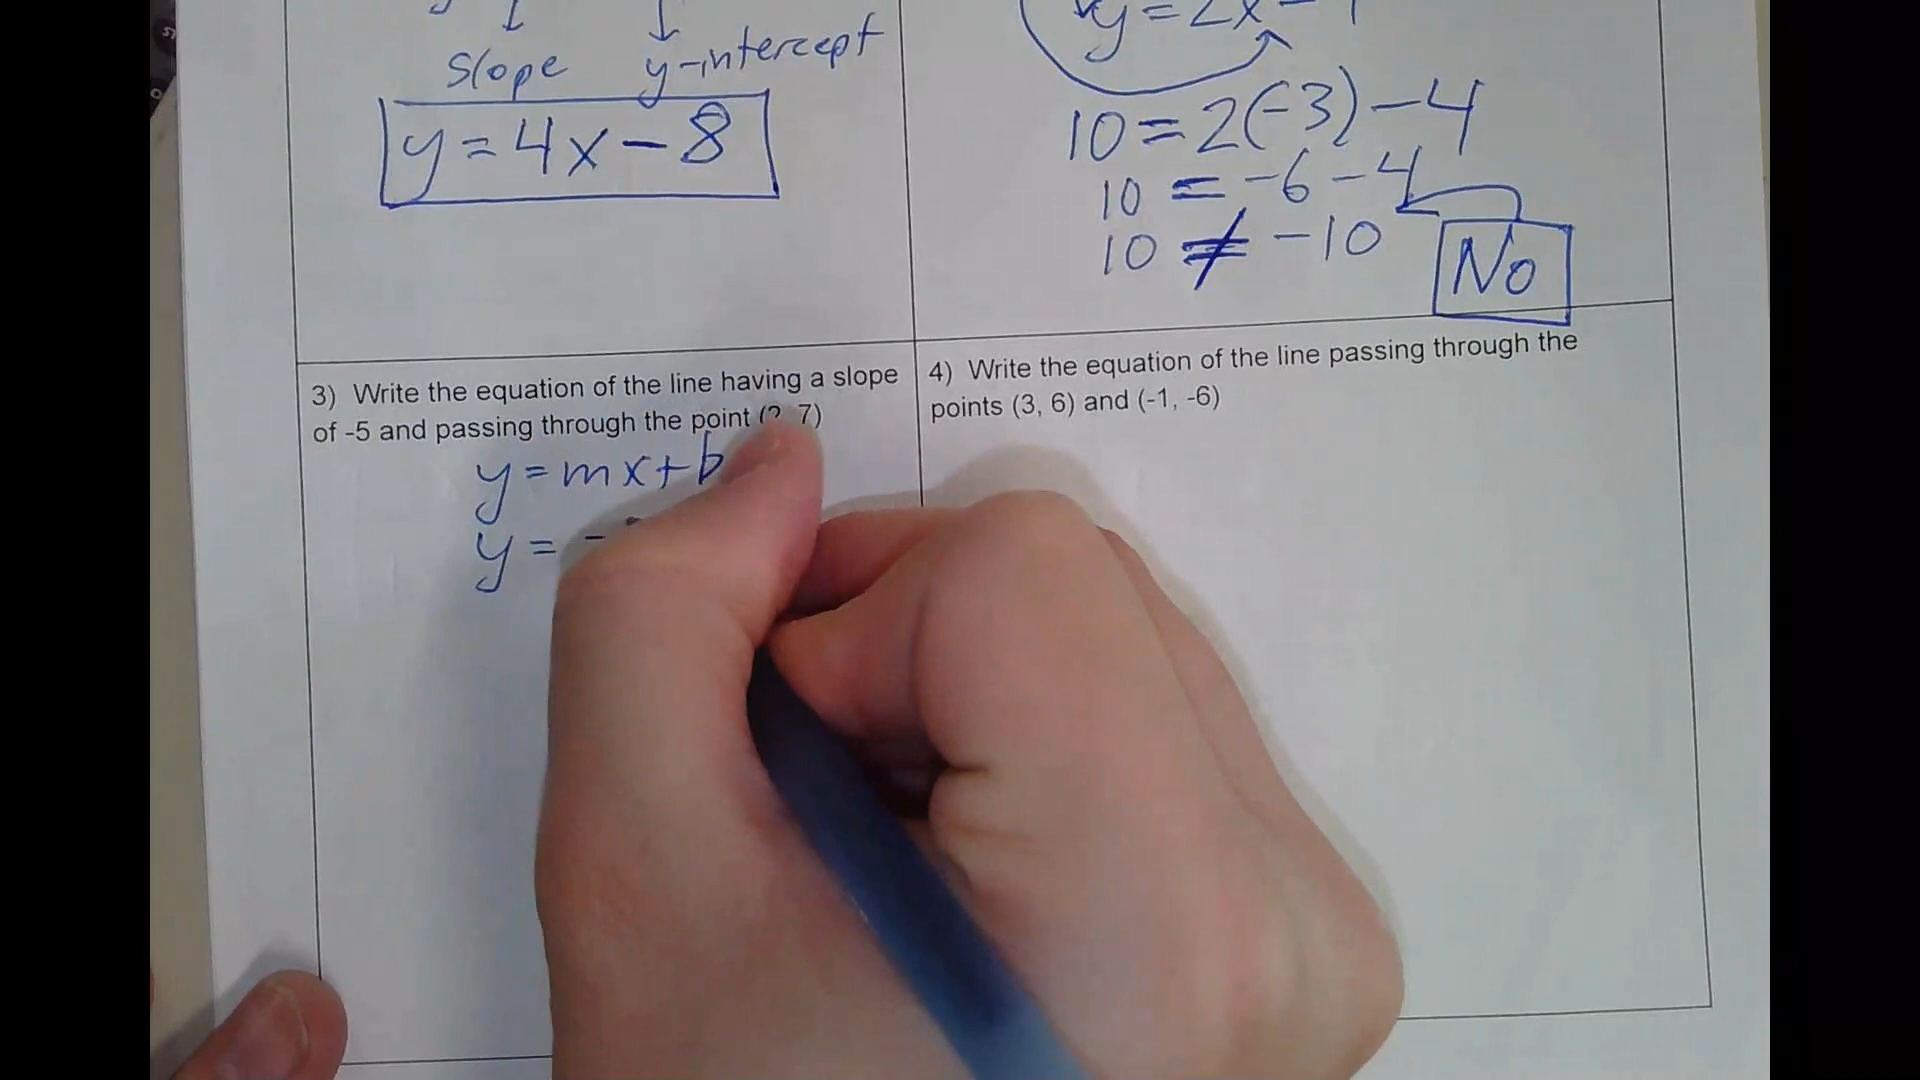 slope y-intercept
y = 4x - 8
10 = 2(-3) - 4
10 = -6 - 4
10 ≠ -10
No
3) Write the equation of the line having a slope
of -5 and passing through the point (2, 7)
y = mx + b
y = -
4) Write the equation of the line passing through the
points (3, 6) and (-1, -6)